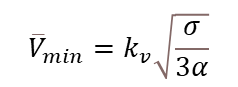 V̄_min = k_v √(σ / 3α)